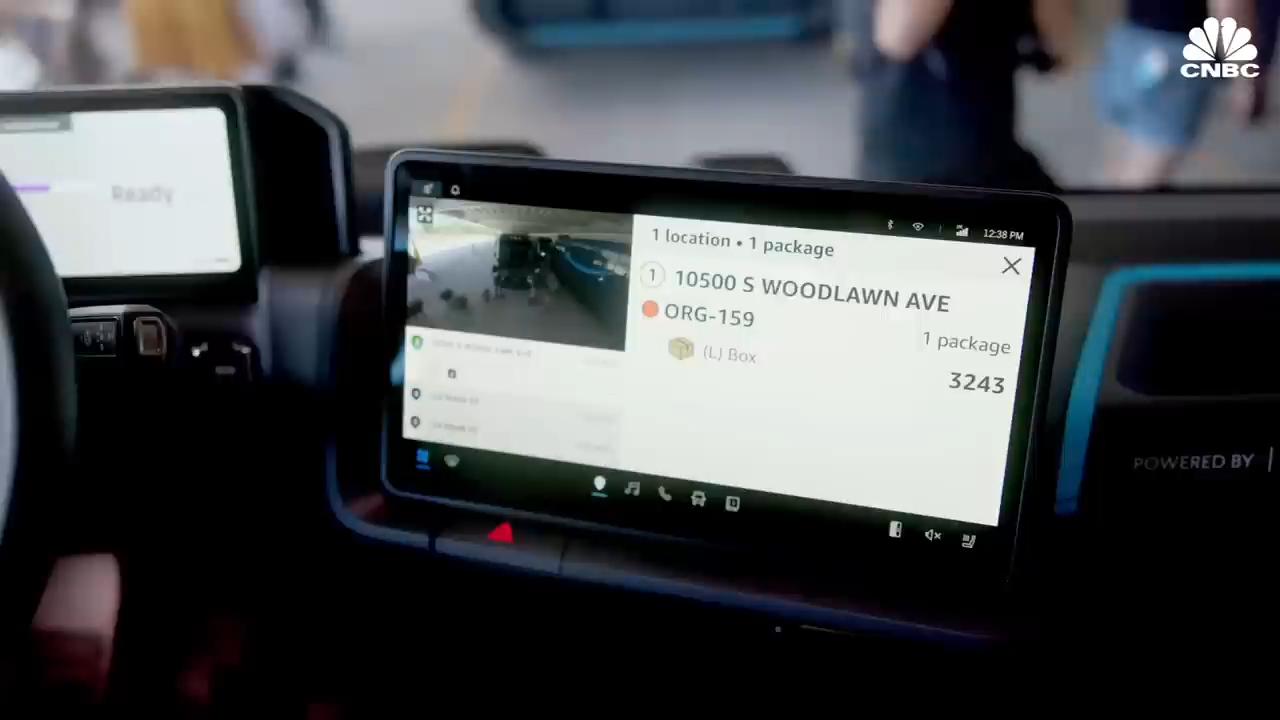 CNBC
Ready
12:38 PM
1 location • 1 package
1 10500 S WOODLAWN AVE
ORG-159
1 package
(L) Box
3243
POWERED BY